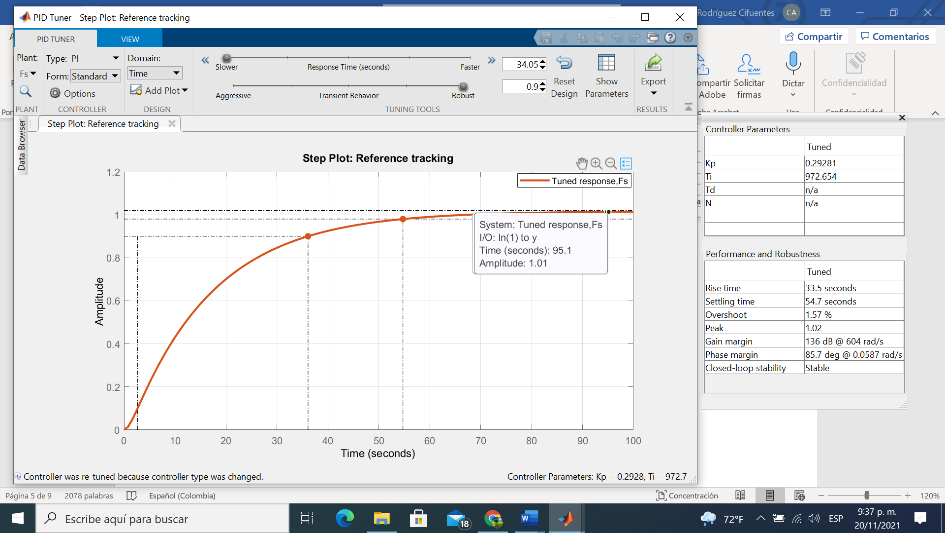 PID Tuner Step Plot: Reference tracking
Rodríguez Cifuentes CA
PID TUNER VIEW
Compartir Comentarios
Plant: Type: PI Domain:
Fs Form: Standard Time
Options Add Plot
PLANT CONTROLLER DESIGN
Slower Response Time (seconds) Faster 34.05
Aggressive Transient Behavior Robust 0.9
Reset Design
Show Parameters
Export
TUNING TOOLS RESULTS
Solicitar firmas
Adobe
Dictar
Confidencialidad
Data Browser
Step Plot: Reference tracking
Step Plot: Reference tracking
Tuned response,Fs
System: Tuned response,Fs
I/O: In(1) to y
Time (seconds): 95.1
Amplitude: 1.01
Amplitude
1.2
1
0.8
0.6
0.4
0.2
0
0 10 20 30 40 50 60 70 80 90 100
Time (seconds)
Controller Parameters
Tuned
Kp 0.29281
Ti 972.654
Td n/a
N n/a
Performance and Robustness
Tuned
Rise time 33.5 seconds
Settling time 54.7 seconds
Overshoot 1.57 %
Peak 1.02
Gain margin 136 dB @ 604 rad/s
Phase margin 85.7 deg @ 0.0587 rad/s
Closed-loop stability Stable
Controller was re-tuned because controller type was changed.
Controller Parameters: Kp = 0.2928, Ti = 972.7
Página 5 de 9 2078 palabras Español (Colombia) Concentración 120%
Escribe aquí para buscar
18
72°F
ESP
9:37 p. m.
20/11/2021